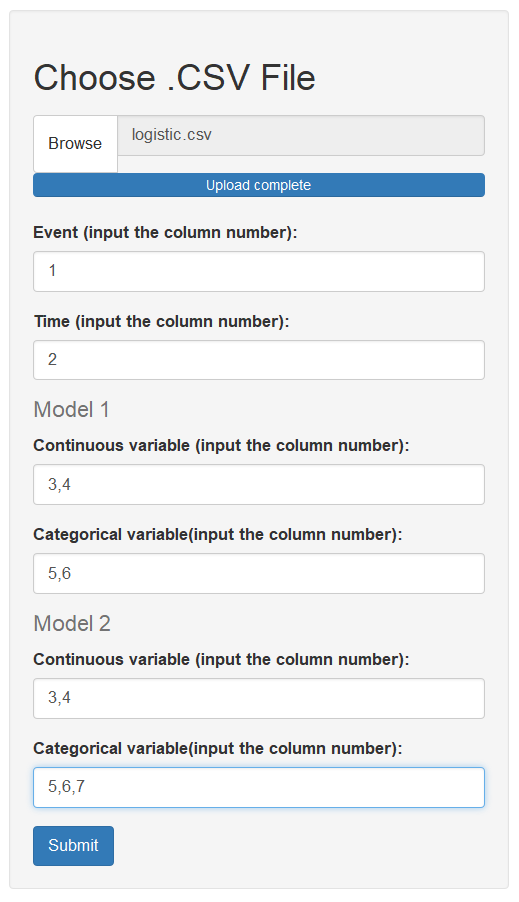 Choose .CSV File
Browse logistic.csv
Upload complete
Event (input the column number):
1
Time (input the column number):
2
Model 1
Continuous variable (input the column number):
3,4
Categorical variable(input the column number):
5,6
Model 2
Continuous variable (input the column number):
3,4
Categorical variable(input the column number):
5,6,7
Submit